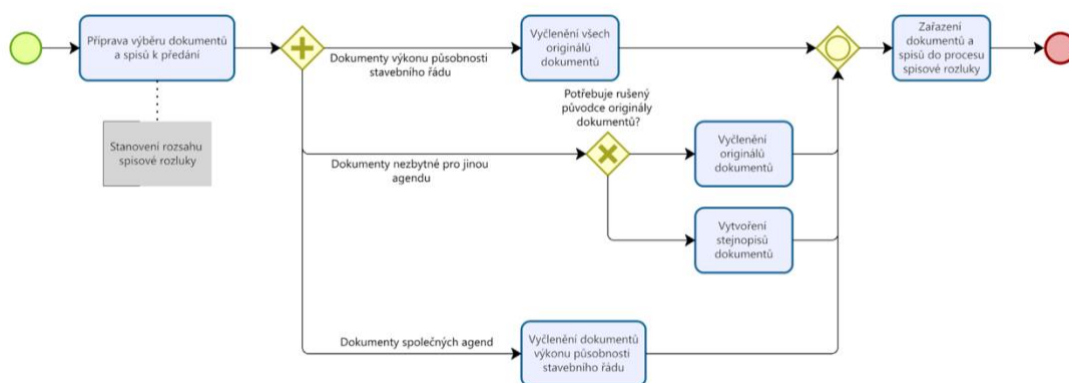 Příprava výběru dokumentů
a spisů k předání
Stanovení rozsahu
spisové rozluky
Dokumenty výkonu působnosti
stavebního řádu
Vyčlenění všech
originálů
dokumentů
Potřebuje rušený
původce originály
dokumentů?
Dokumenty nezbytné pro jinou
agendu
Vyčlenění
originálů
dokumentů
Vytvoření
stejnopisů
dokumentů
Dokumenty společných agend
Vyčlenění dokumentů
výkonu působnosti
stavebního řádu
Zařazení
dokumentů a
spisů do procesu
spisové rozluky